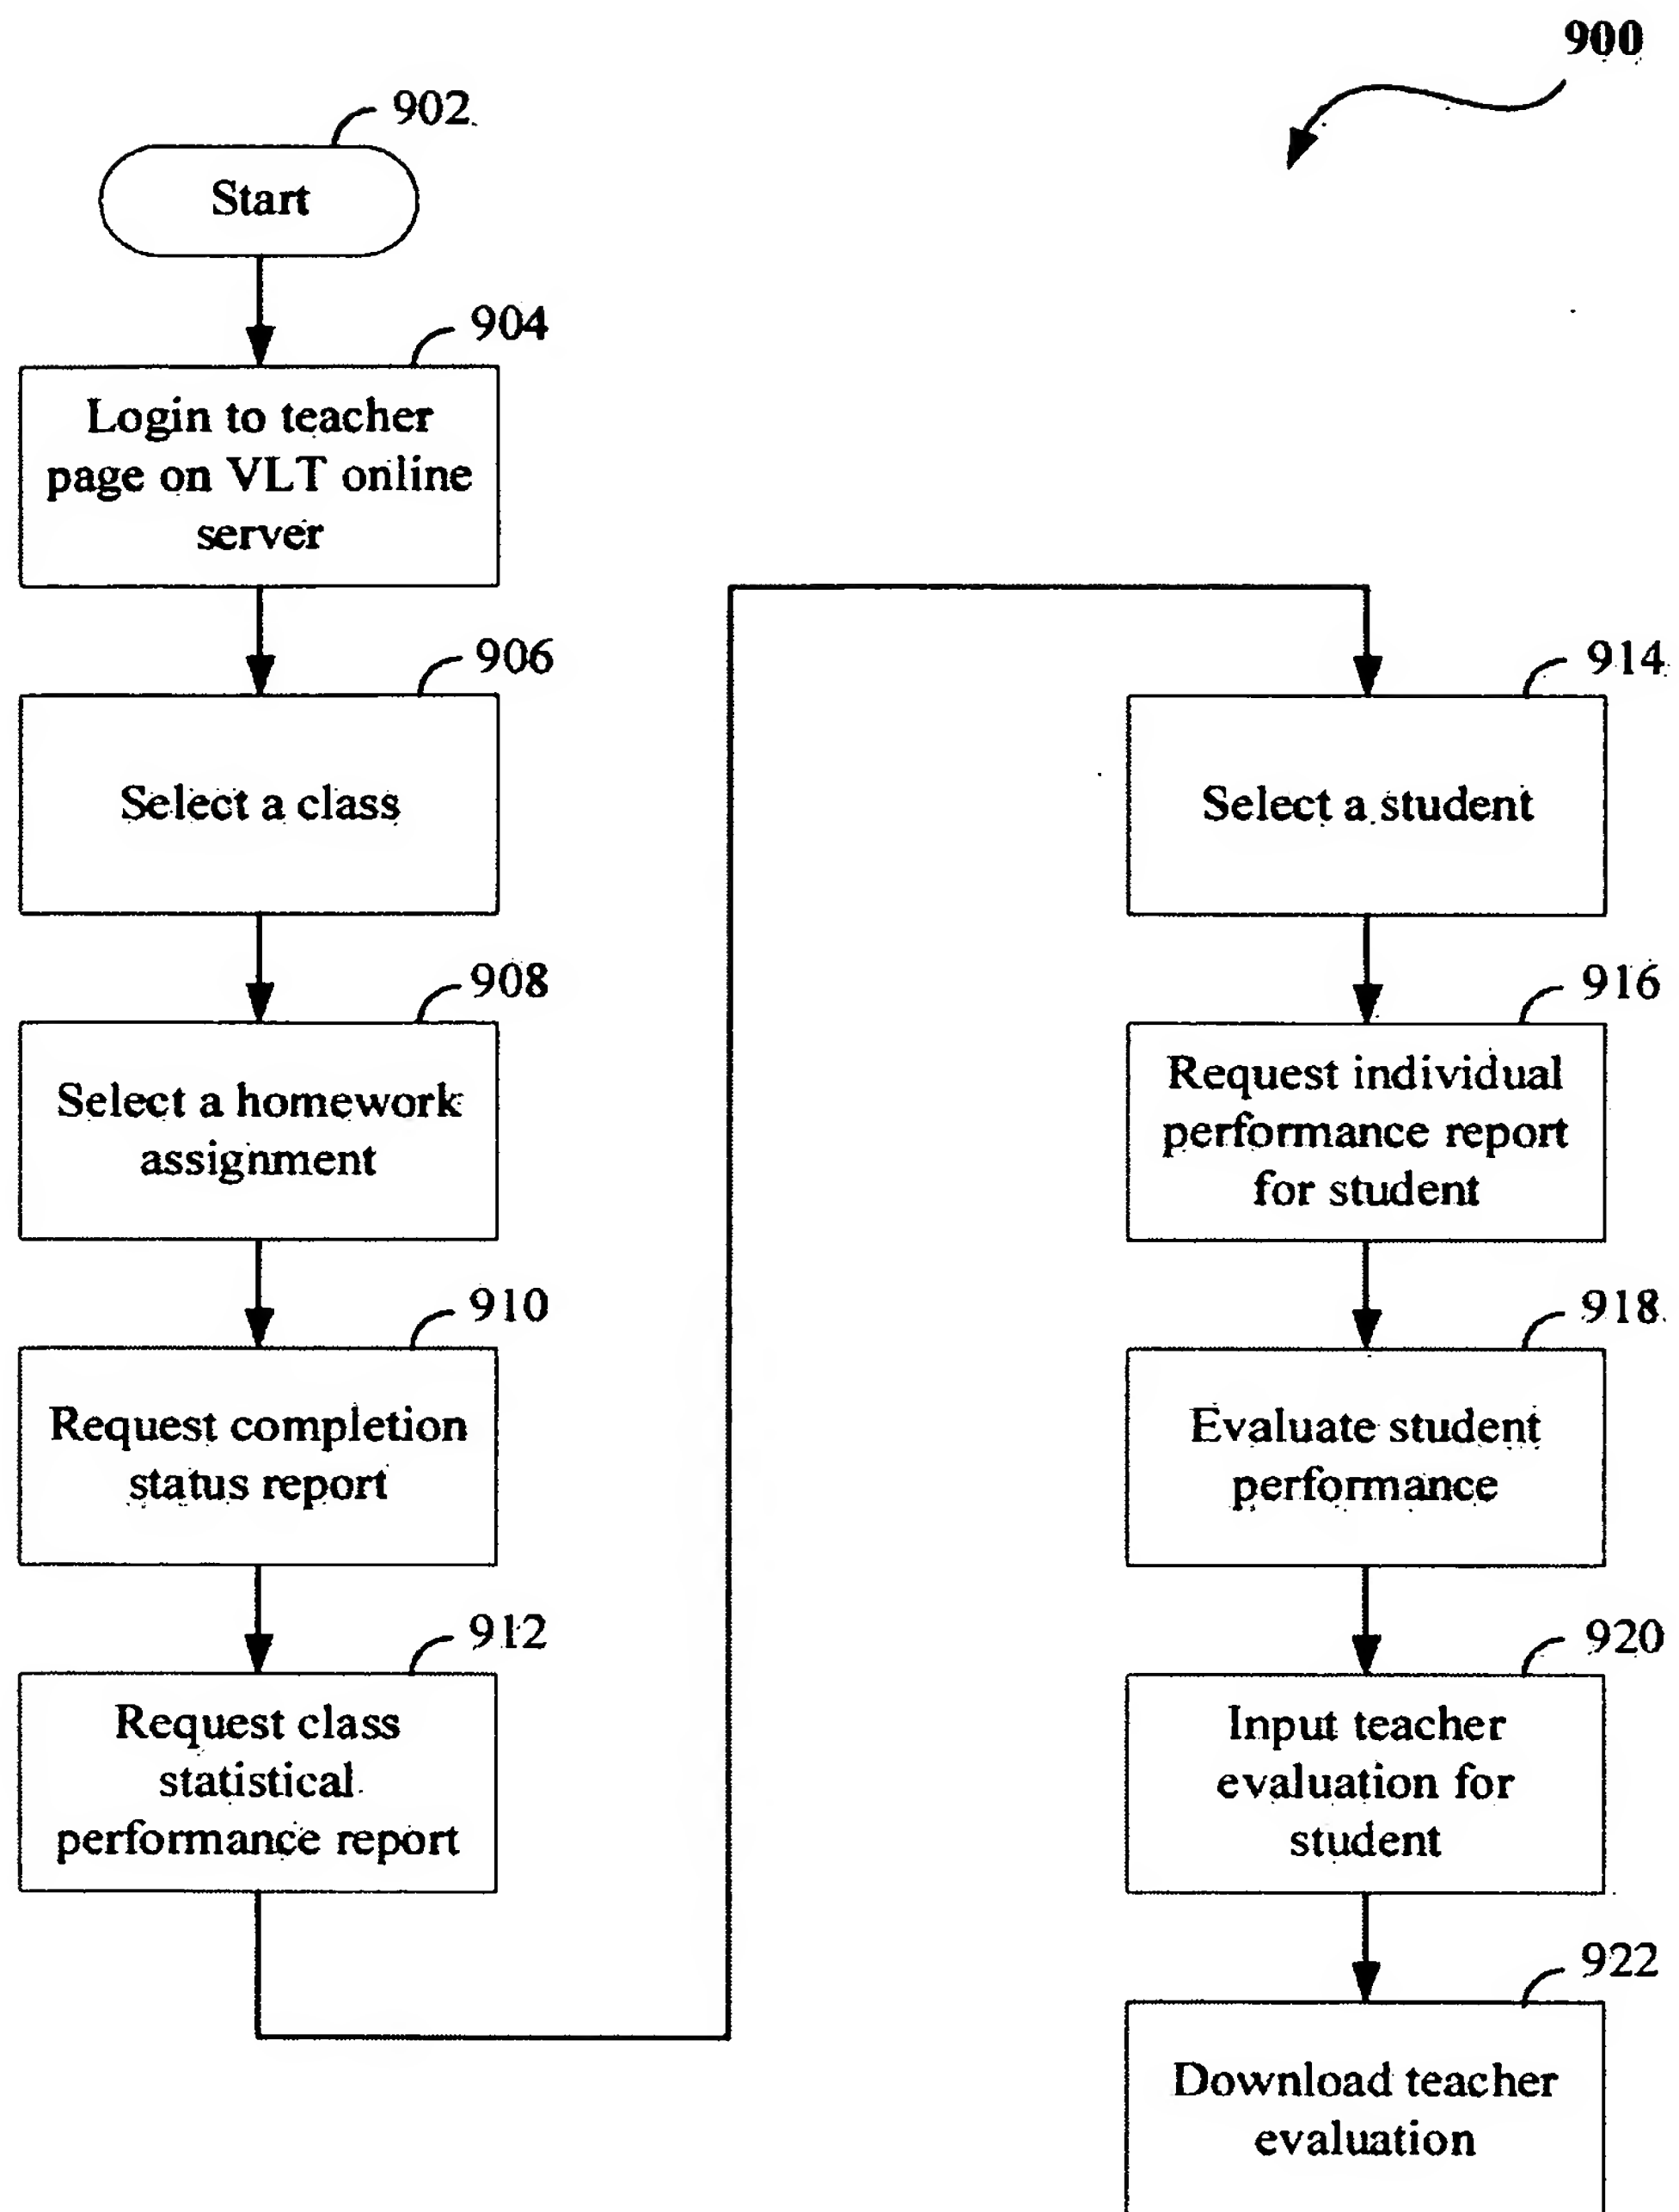 900
902
Start
904
Login to teacher
page on VLT online
server
906
Select a class
908
Select a homework
assignment
910
Request completion
status report
912
Request class
statistical
performance report
914
Select a student
916
Request individual
performance report
for student
918
Evaluate student
performance
920
Input teacher
evaluation for
student
922
Download teacher
evaluation